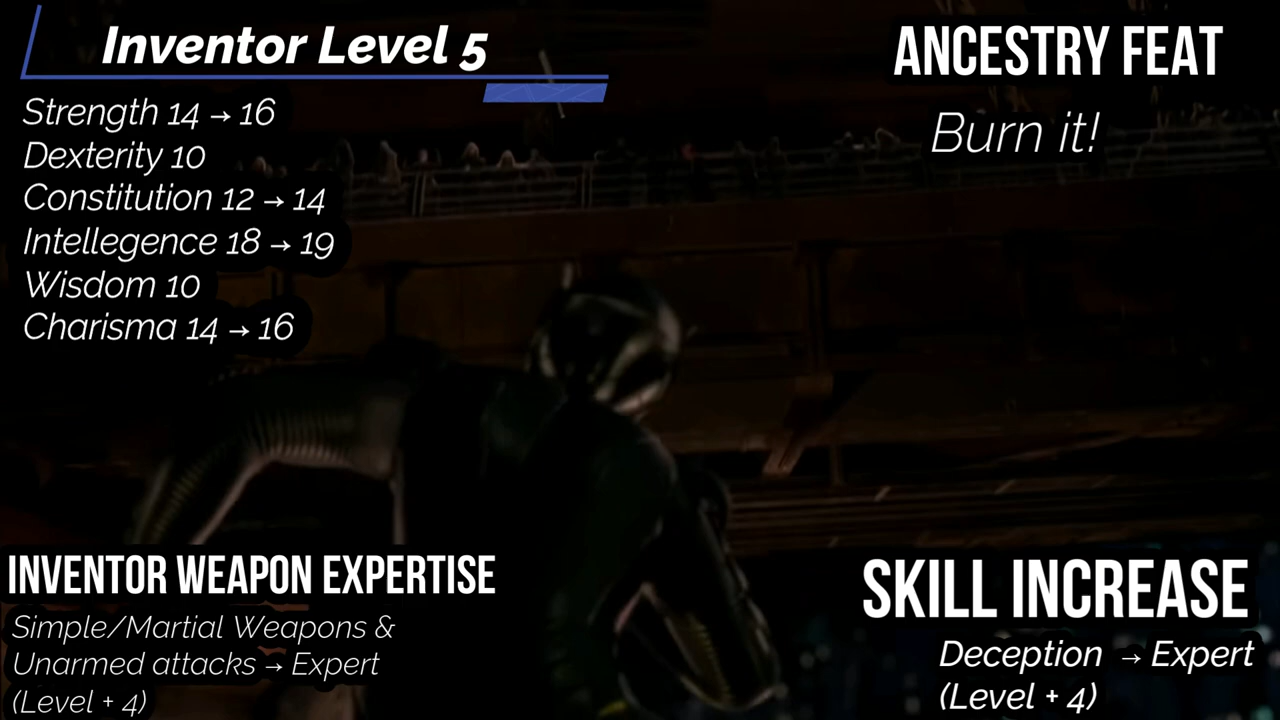 Inventor Level 5
Strength 14 → 16
Dexterity 10
Constitution 12 → 14
Intellegence 18 → 19
Wisdom 10
Charisma 14 → 16
ANCESTRY FEAT
Burn it!
INVENTOR WEAPON EXPERTISE
Simple/Martial Weapons &
Unarmed attacks → Expert
(Level + 4)
SKILL INCREASE
Deception → Expert
(Level + 4)